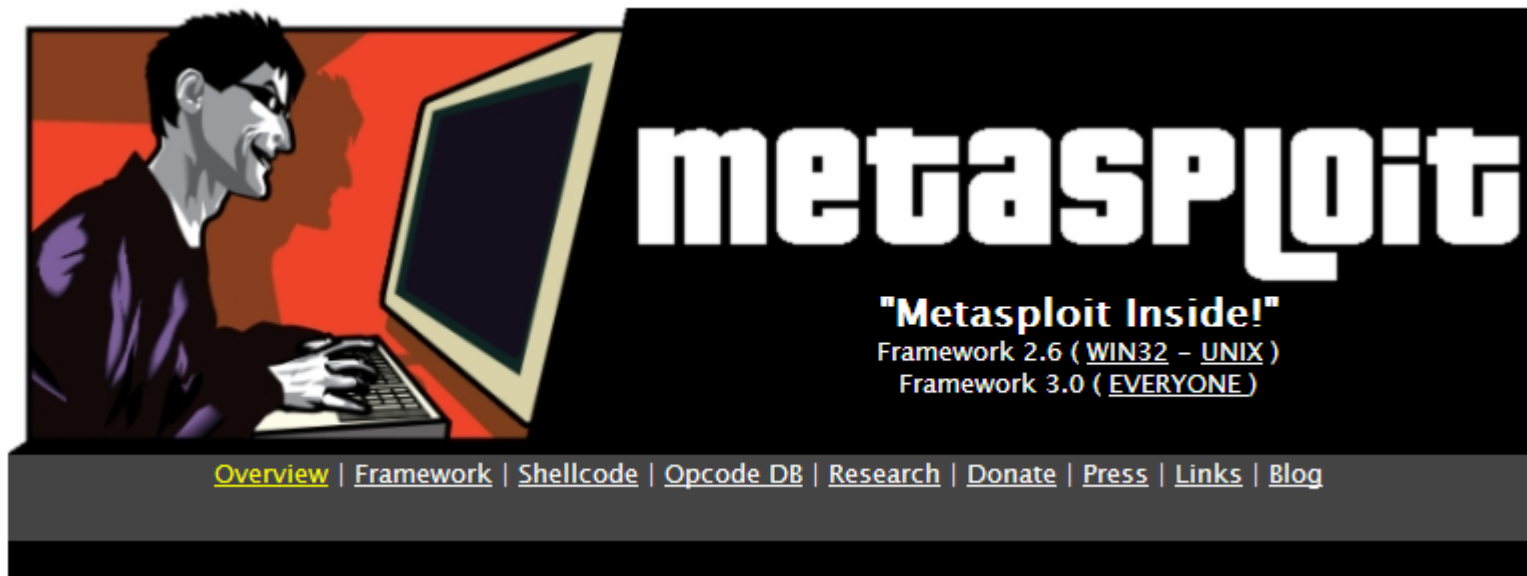 metasploit
"Metasploit Inside!"
Framework 2.6 ( WIN32 – UNIX )
Framework 3.0 ( EVERYONE )
Overview | Framework | Shellcode | Opcode DB | Research | Donate | Press | Links | Blog